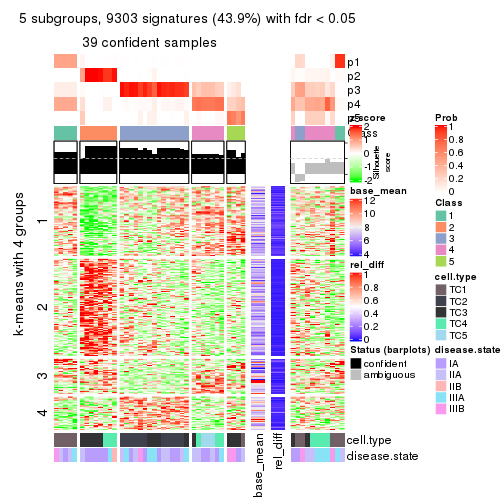 5 subgroups, 9303 signatures (43.9%) with fdr < 0.05
39 confident samples
p1
p2
p3
p4
p5
Class
Silhouette
score
k-means with 4 groups
1
2
3
4
base_mean
rel_diff
cell.type
disease.state
z-score
2
-2
base_mean
12
10
8
6
4
rel_diff
1
0.8
0.6
0.4
0.2
0
Status (barplots)
confident
ambiguous
Prob
1
0.8
0.6
0.4
0.2
0
Class
1
2
3
4
5
cell.type
TC1
TC2
TC3
TC4
TC5
disease.state
IA
IIA
IIB
IIIA
IIIB